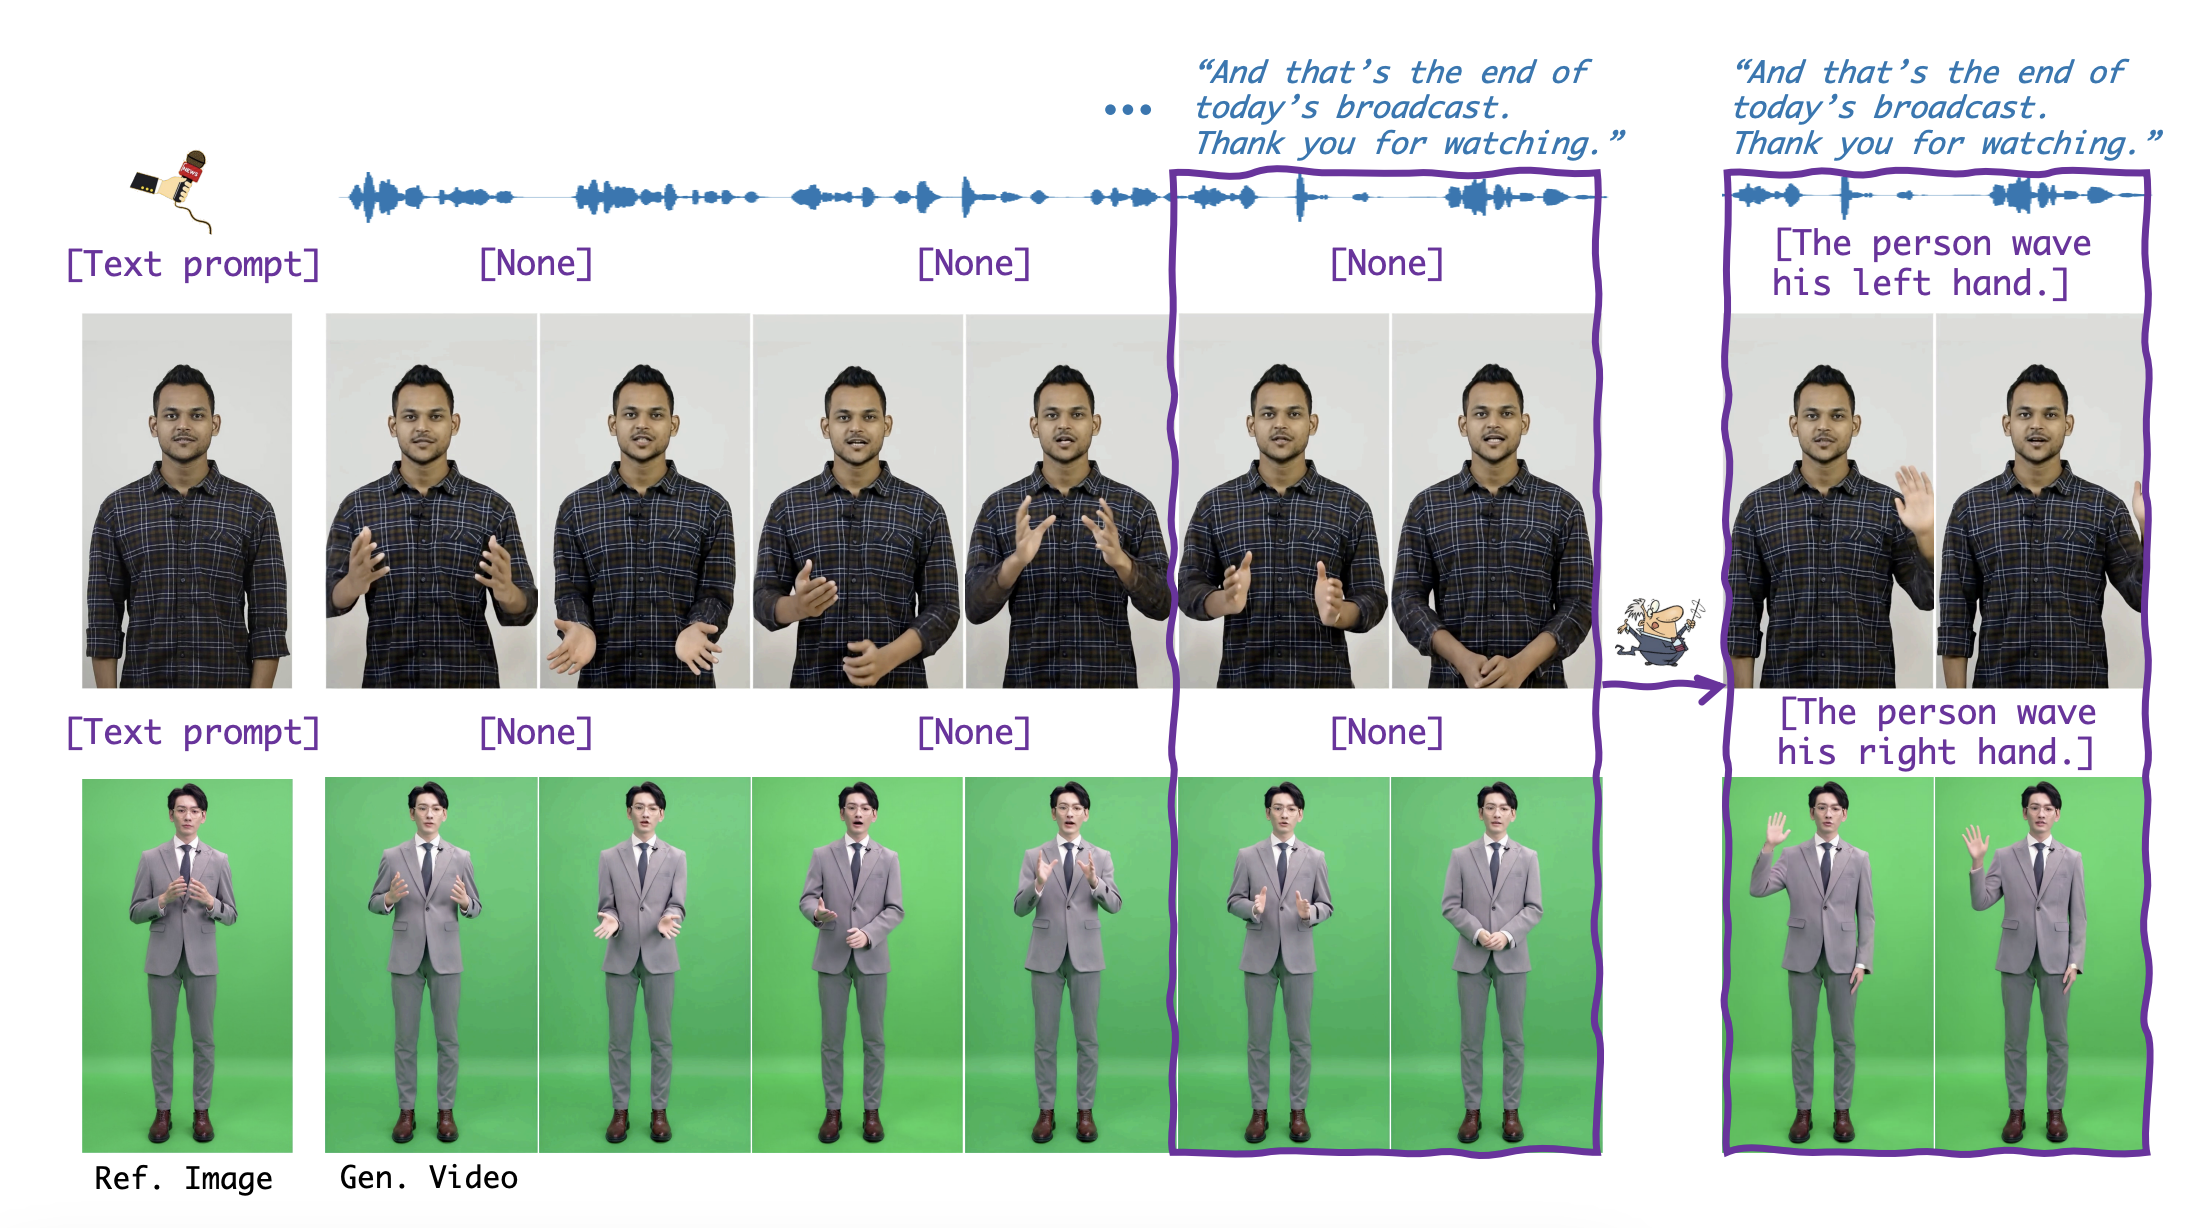 “And that’s the end of
today’s broadcast.
Thank you for watching.”
“And that’s the end of
today’s broadcast.
Thank you for watching.”
NEWS
[Text prompt]
[None]
[None]
[None]
[The person wave
his left hand.]
[Text prompt]
[None]
[None]
[None]
[The person wave
his right hand.]
Ref. Image
Gen. Video